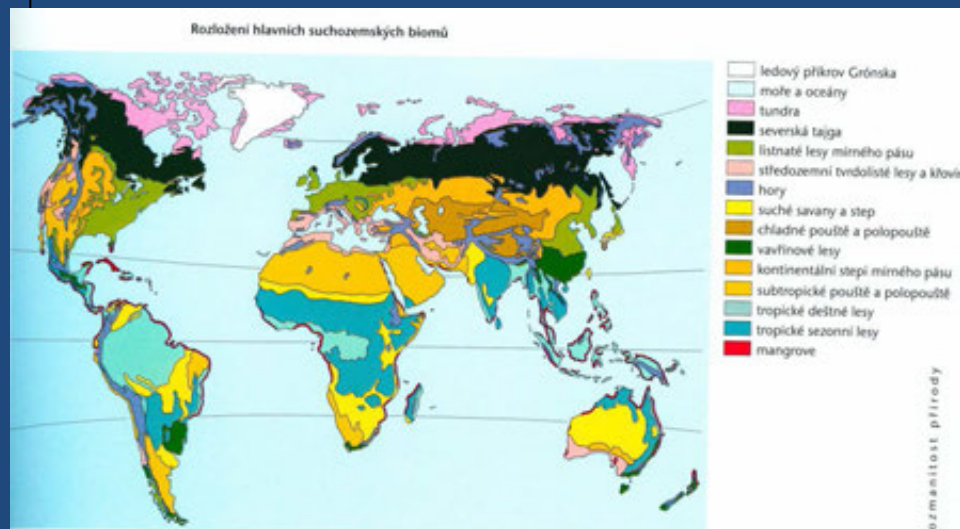 Rozložení hlavních suchozemských biomů
ledový příkrov Grónska
moře a oceány
tundra
severská tajga
listnaté lesy mírného pásu
středozemní tvrdolisté lesy a křovin
hory
suché savany a step
chladné pouště a polopouště
vavřínové lesy
kontinentální stepi mírného pásu
subtropické pouště a polopouště
tropické deštné lesy
tropické sezonní lesy
mangrove
ozmanitost přírody